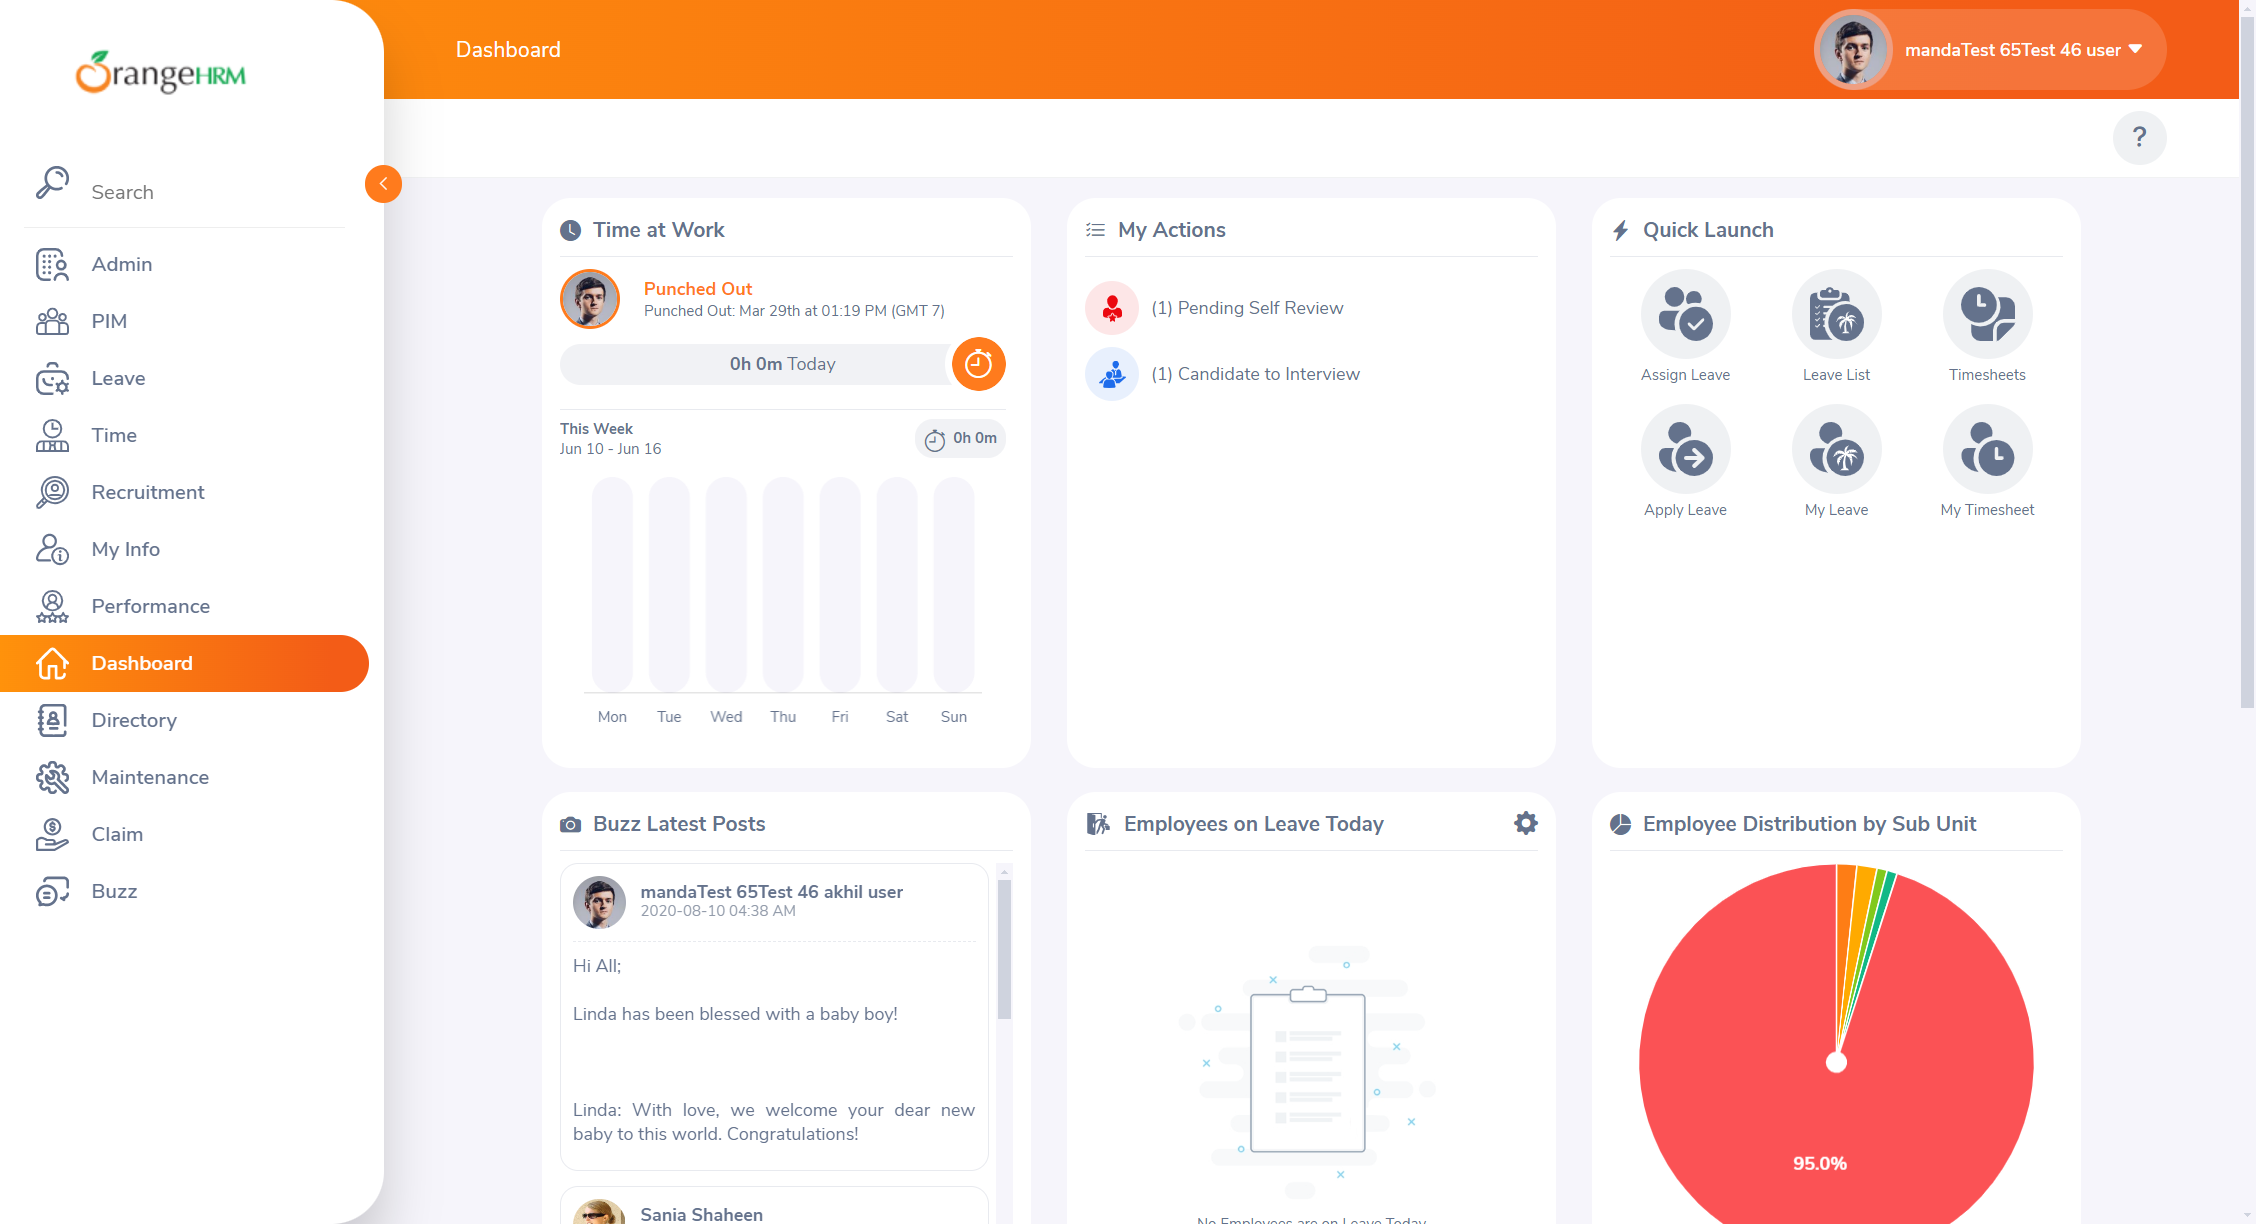 OrangeHRM
Search
Admin
PIM
Leave
Time
Recruitment
My Info
Performance
Dashboard
Directory
Maintenance
Claim
Buzz
Dashboard
mandaTest 65Test 46 user
?
Time at Work
Punched Out
Punched Out: Mar 29th at 01:19 PM (GMT 7)
0h 0m Today
This Week
Jun 10 - Jun 16
0h 0m
Mon Tue Wed Thu Fri Sat Sun
My Actions
(1) Pending Self Review
(1) Candidate to Interview
Quick Launch
Assign Leave
Leave List
Timesheets
Apply Leave
My Leave
My Timesheet
Buzz Latest Posts
mandaTest 65Test 46 akhil user
2020-08-10 04:38 AM
Hi All;
Linda has been blessed with a baby boy!
Linda: With love, we welcome your dear new
baby to this world. Congratulations!
Sania Shaheen
Employees on Leave Today
No Employees are on Leave Today
Employee Distribution by Sub Unit
95.0%